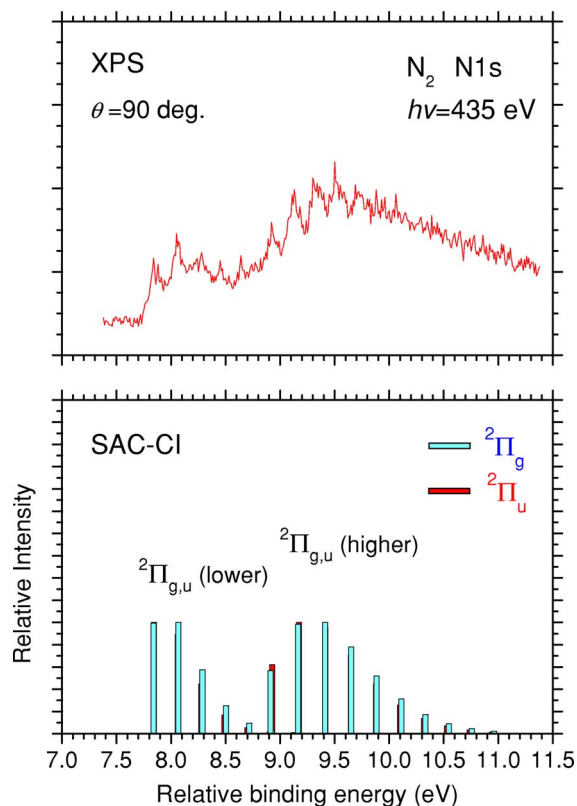 XPS
N₂ N1s
θ =90 deg.
hν=435 eV
SAC-CI
²Πg
²Πu
²Πg,u (higher)
²Πg,u (lower)
Relative Intensity
7.0 7.5 8.0 8.5 9.0 9.5 10.0 10.5 11.0 11.5
Relative binding energy (eV)